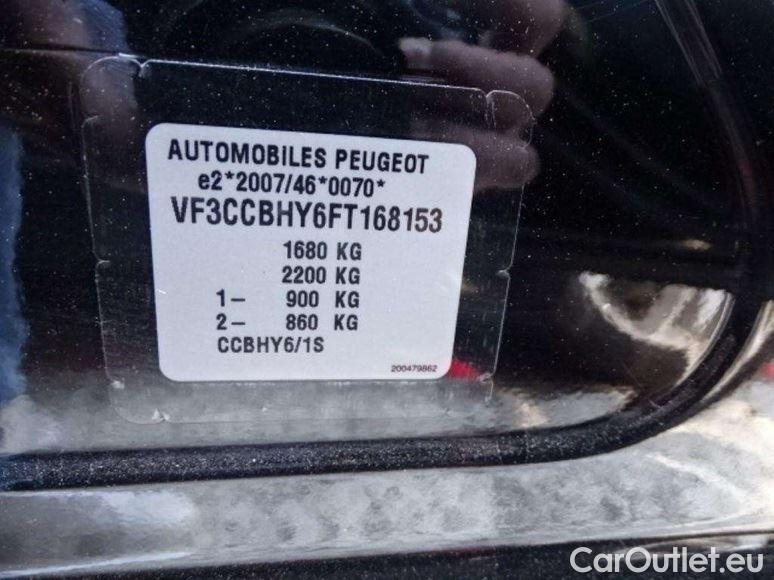 AUTOMOBILES PEUGEOT
e2*2007/46*0070*
VF3CCBHY6FT168153
1680 KG
2200 KG
1- 900 KG
2- 860 KG
CCBHY6/1S
200479862
CarOutlet.eu